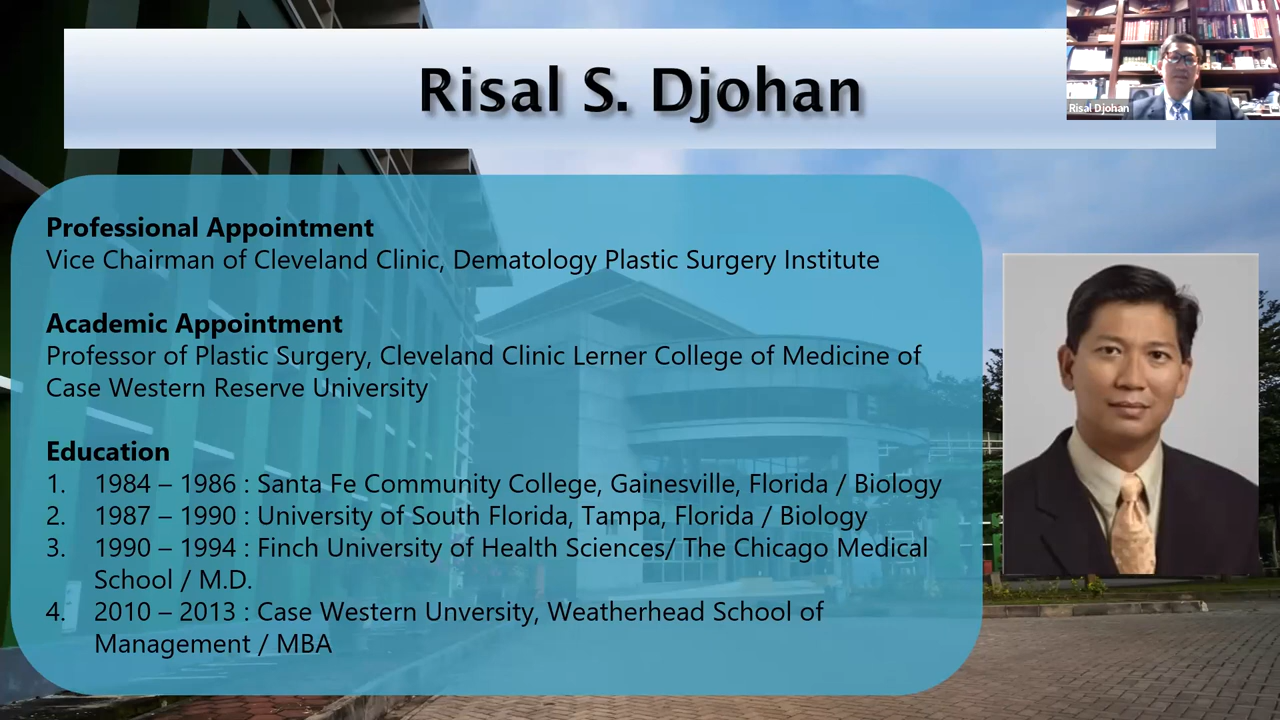 Risal S. Djohan
Risal Djohan
Professional Appointment
Vice Chairman of Cleveland Clinic, Dematology Plastic Surgery Institute
Academic Appointment
Professor of Plastic Surgery, Cleveland Clinic Lerner College of Medicine of
Case Western Reserve University
Education
1. 1984 – 1986 : Santa Fe Community College, Gainesville, Florida / Biology
2. 1987 – 1990 : University of South Florida, Tampa, Florida / Biology
3. 1990 – 1994 : Finch University of Health Sciences/ The Chicago Medical
School / M.D.
4. 2010 – 2013 : Case Western Unversity, Weatherhead School of
Management / MBA